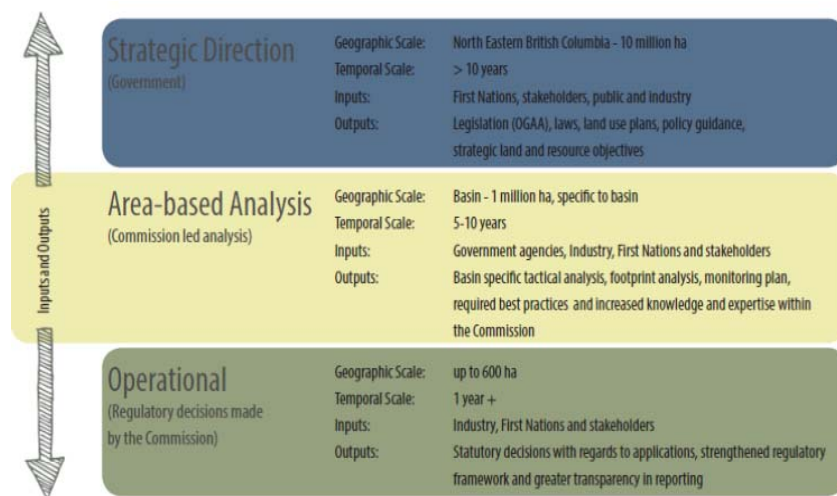 Inputs and Outputs
Strategic Direction
(Government)
Geographic Scale: North Eastern British Columbia - 10 million ha
Temporal Scale: > 10 years
Inputs: First Nations, stakeholders, public and industry
Outputs: Legislation (OGAA), laws, land use plans, policy guidance,
strategic land and resource objectives
Area-based Analysis
(Commission led analysis)
Geographic Scale: Basin - 1 million ha, specific to basin
Temporal Scale: 5-10 years
Inputs: Government agencies, Industry, First Nations and stakeholders
Outputs: Basin specific tactical analysis, footprint analysis, monitoring plan,
required best practices and increased knowledge and expertise within
the Commission
Operational
(Regulatory decisions made
by the Commission)
Geographic Scale: up to 600 ha
Temporal Scale: 1 year +
Inputs: Industry, First Nations and stakeholders
Outputs: Statutory decisions with regards to applications, strengthened regulatory
framework and greater transparency in reporting